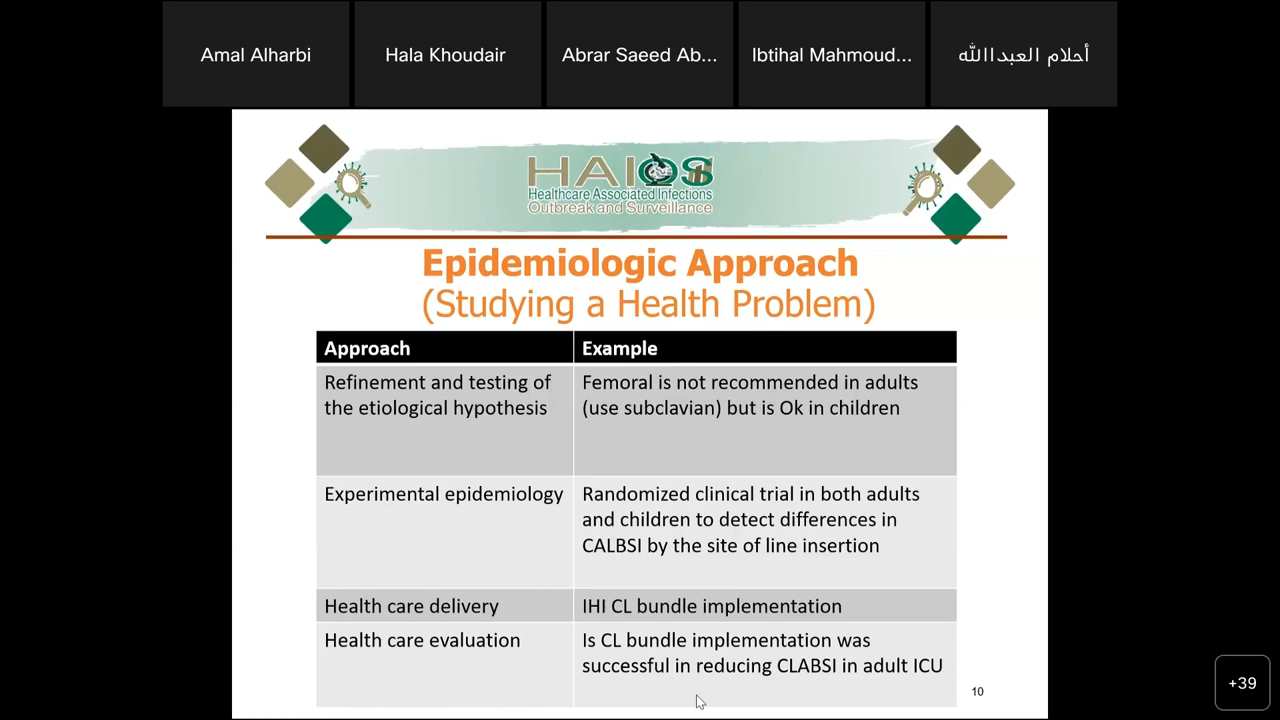 Amal Alharbi
Hala Khoudair
Abrar Saeed Ab...
Ibtihal Mahmoud...
أحلام العبداالله
HAIOS
Healthcare Associated Infections
Outbreak and Surveillance
Epidemiologic Approach
(Studying a Health Problem)
Approach
Example
Refinement and testing of
the etiological hypothesis
Femoral is not recommended in adults
(use subclavian) but is Ok in children
Experimental epidemiology
Randomized clinical trial in both adults
and children to detect differences in
CALBSI by the site of line insertion
Health care delivery
IHI CL bundle implementation
Health care evaluation
Is CL bundle implementation was
successful in reducing CLABSI in adult ICU
10
+39